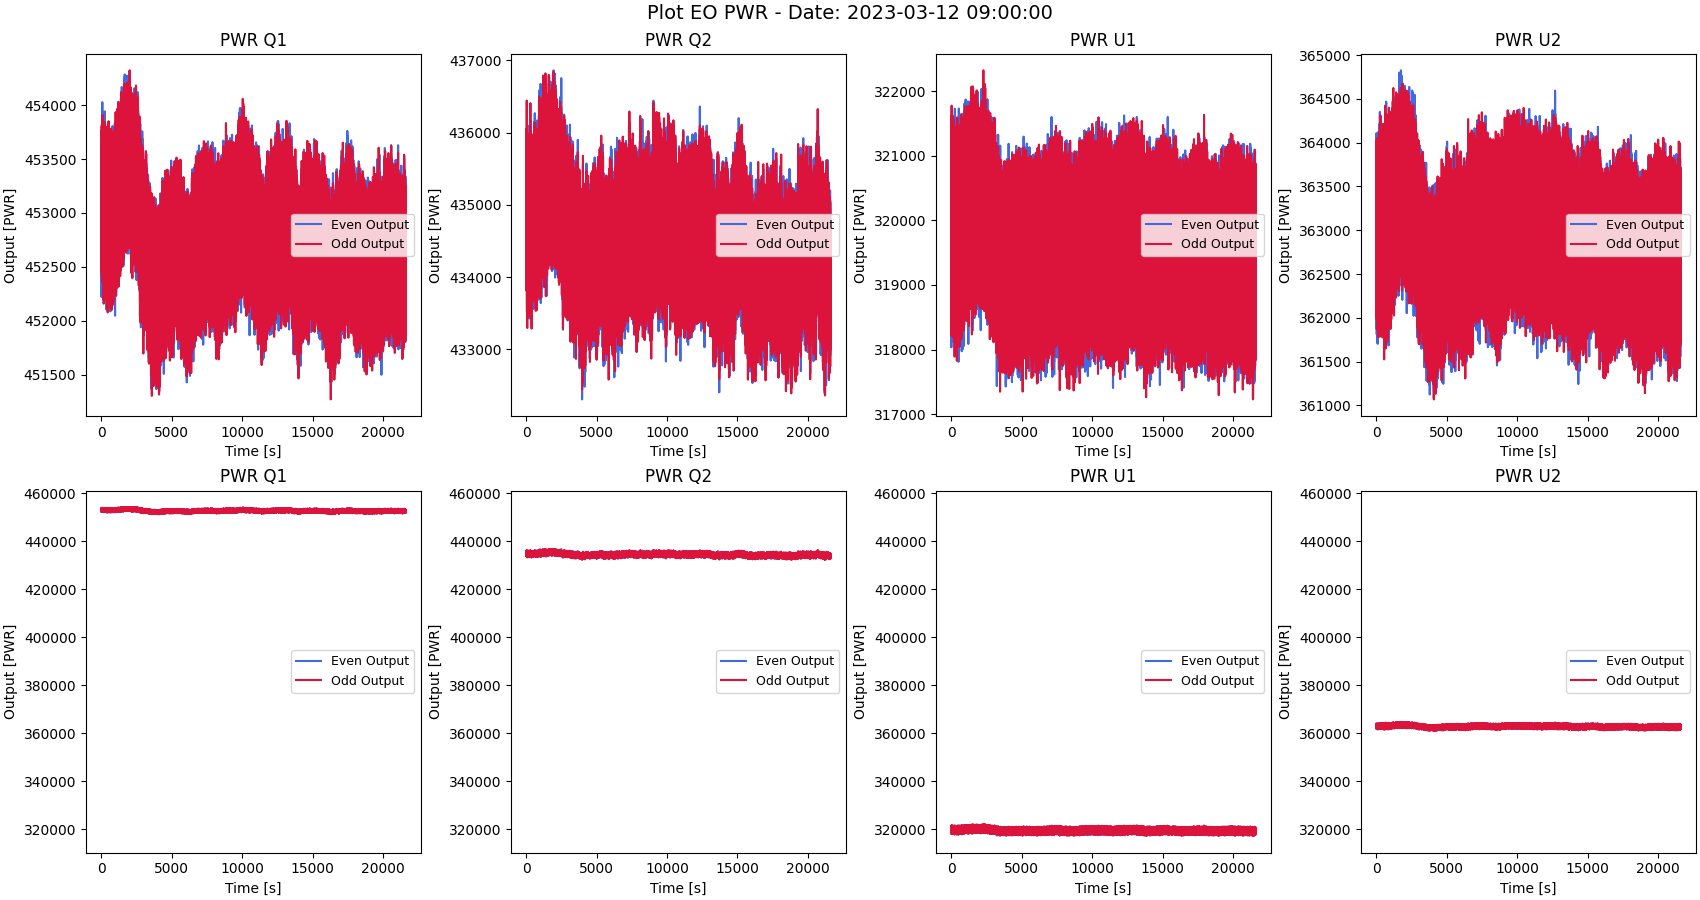 Plot EO PWR - Date: 2023-03-12 09:00:00
PWR Q1
Output [PWR]
454000
453500
453000
452500
452000
451500
Even Output
Odd Output
0 5000 10000 15000 20000
Time [s]
PWR Q2
Output [PWR]
437000
436000
435000
434000
433000
Even Output
Odd Output
0 5000 10000 15000 20000
Time [s]
PWR U1
Output [PWR]
322000
321000
320000
319000
318000
317000
Even Output
Odd Output
0 5000 10000 15000 20000
Time [s]
PWR U2
Output [PWR]
365000
364500
364000
363500
363000
362500
362000
361500
361000
Even Output
Odd Output
0 5000 10000 15000 20000
Time [s]
PWR Q1
Output [PWR]
460000
440000
420000
400000
380000
360000
340000
320000
Even Output
Odd Output
0 5000 10000 15000 20000
Time [s]
PWR Q2
Output [PWR]
460000
440000
420000
400000
380000
360000
340000
320000
Even Output
Odd Output
0 5000 10000 15000 20000
Time [s]
PWR U1
Output [PWR]
460000
440000
420000
400000
380000
360000
340000
320000
Even Output
Odd Output
0 5000 10000 15000 20000
Time [s]
PWR U2
Output [PWR]
460000
440000
420000
400000
380000
360000
340000
320000
Even Output
Odd Output
0 5000 10000 15000 20000
Time [s]